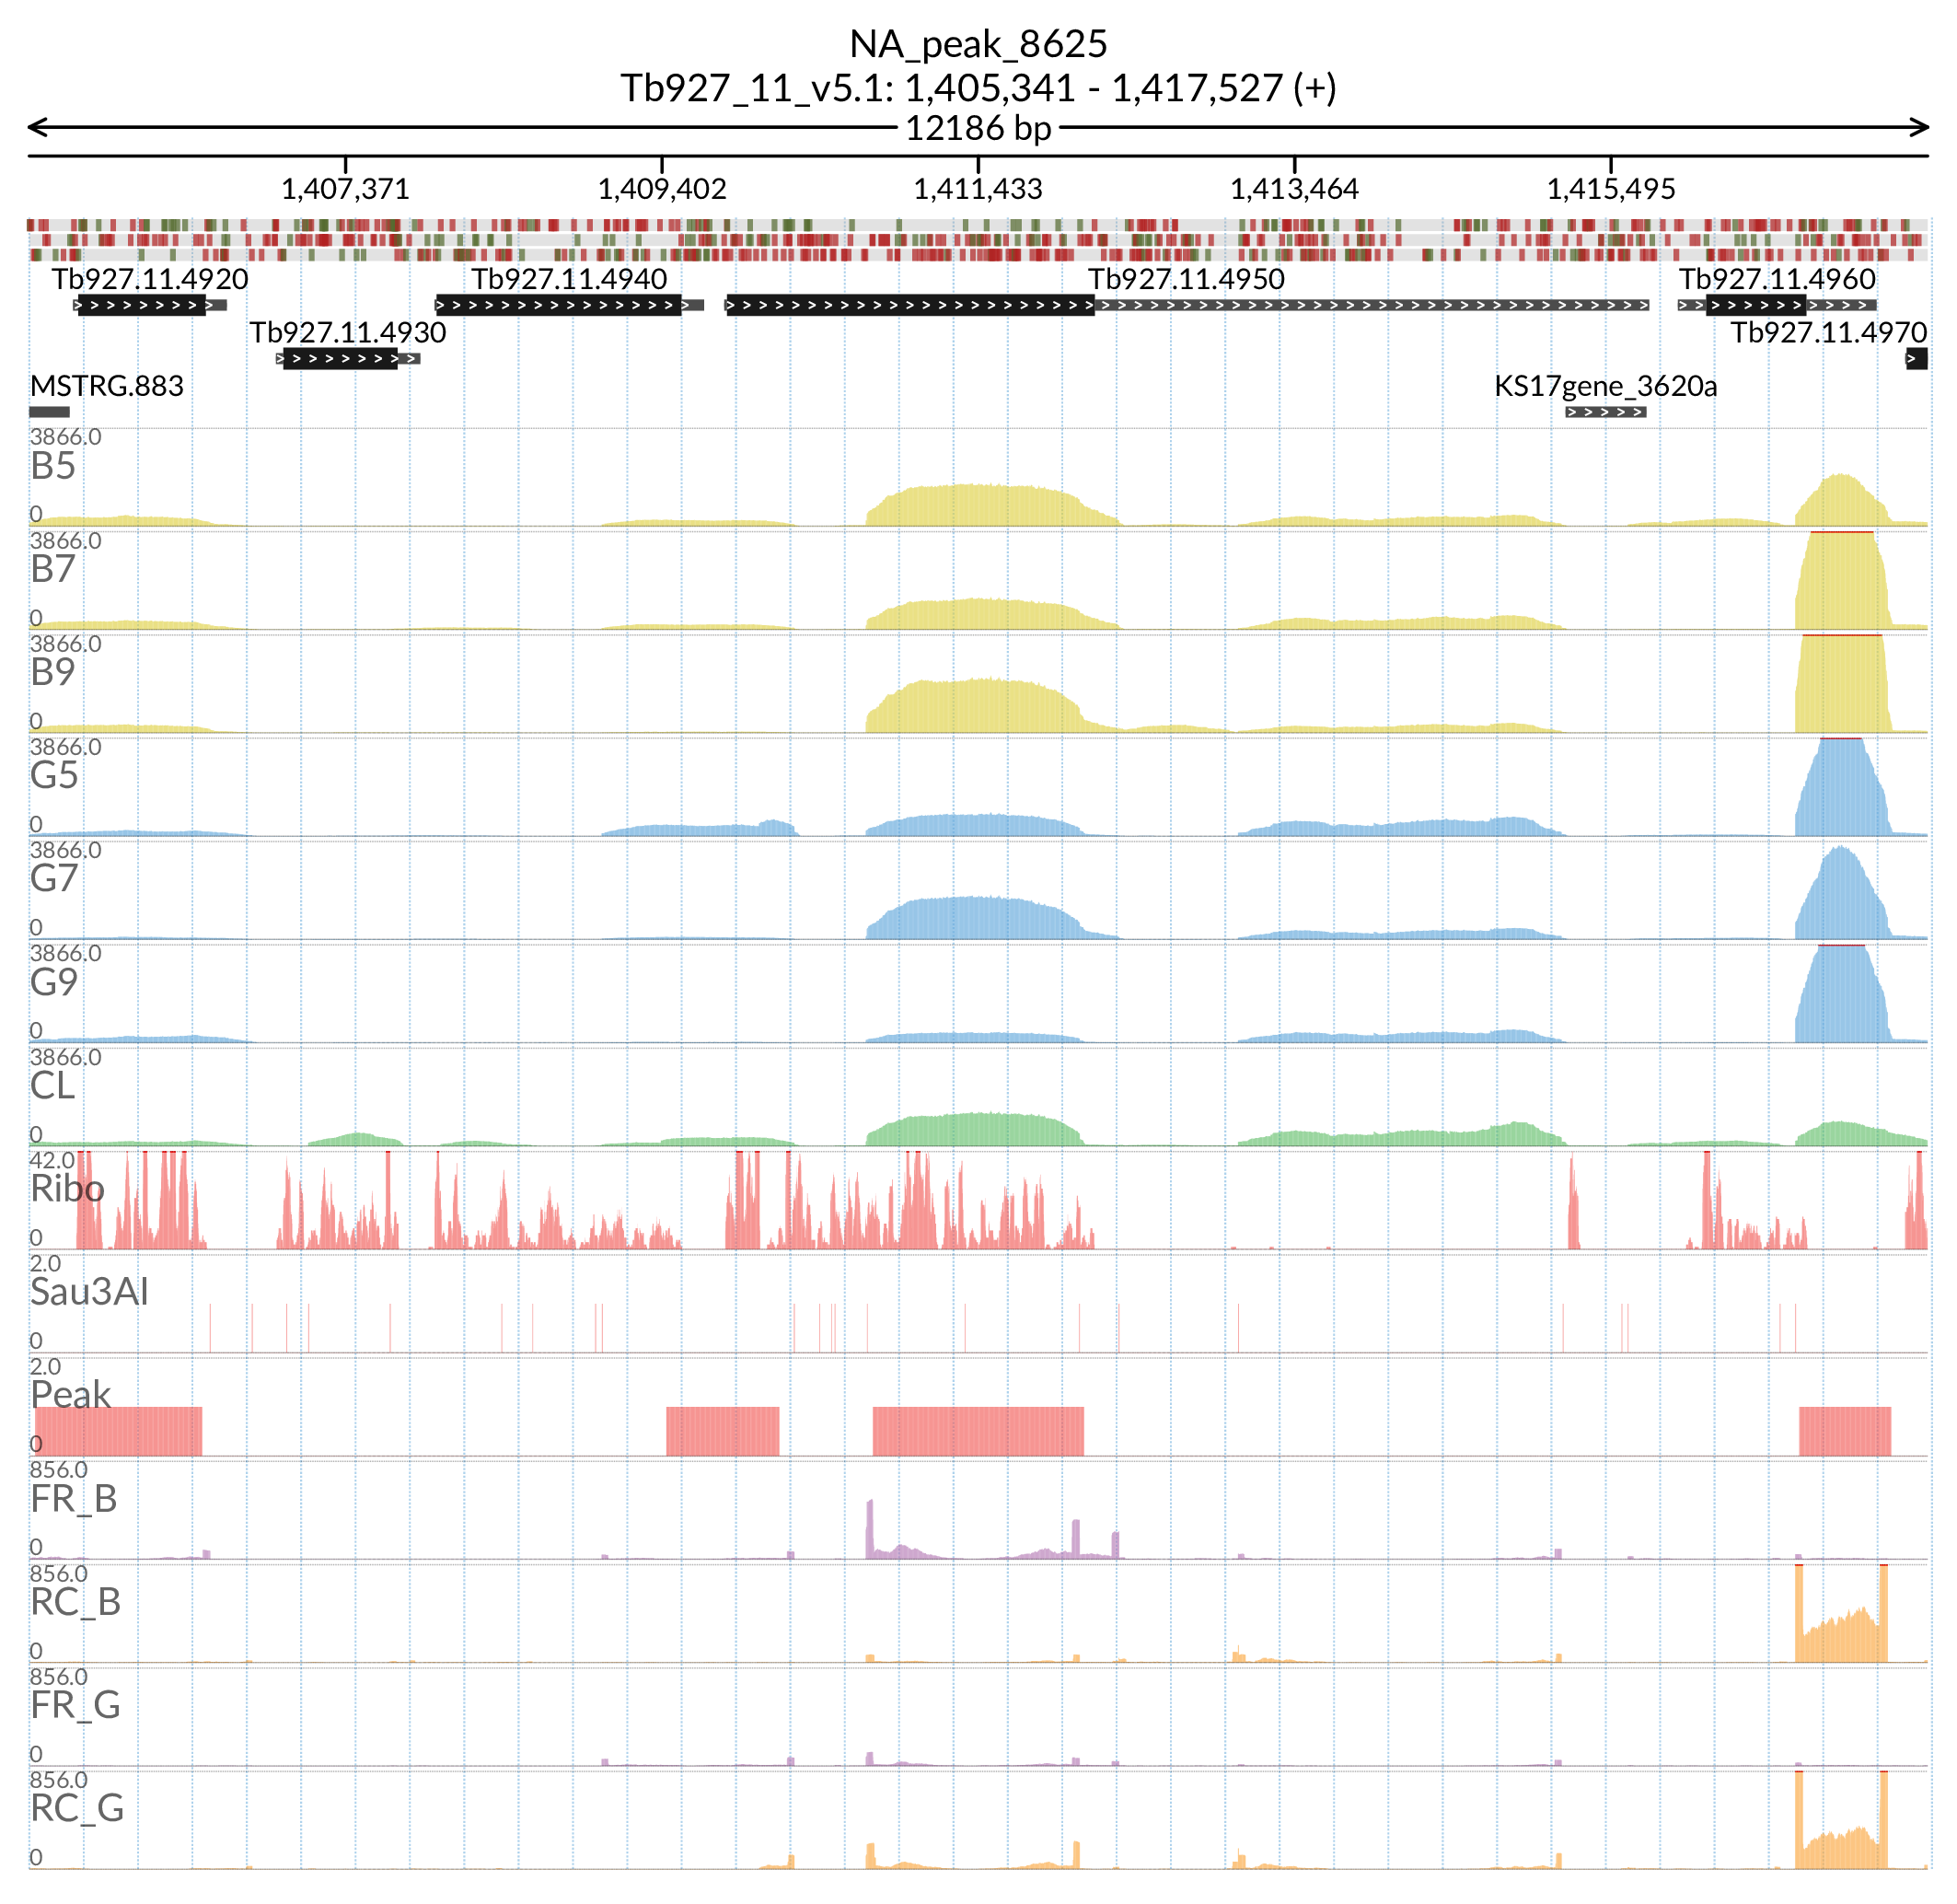 NA_peak_8625
Tb927_11_v5.1: 1,405,341 - 1,417,527 (+)
12186 bp
1,407,371 1,409,402 1,411,433 1,413,464 1,415,495
Tb927.11.4920 Tb927.11.4940 Tb927.11.4950 Tb927.11.4960
Tb927.11.4930 Tb927.11.4970
MSTRG.883 KS17gene_3620a
3866.0
B5
0
3866.0
B7
0
3866.0
B9
0
3866.0
G5
0
3866.0
G7
0
3866.0
G9
0
3866.0
CL
0
42.0
Ribo
0
2.0
Sau3AI
0
2.0
Peak
0
856.0
FR_B
0
856.0
RC_B
0
856.0
FR_G
0
856.0
RC_G
0